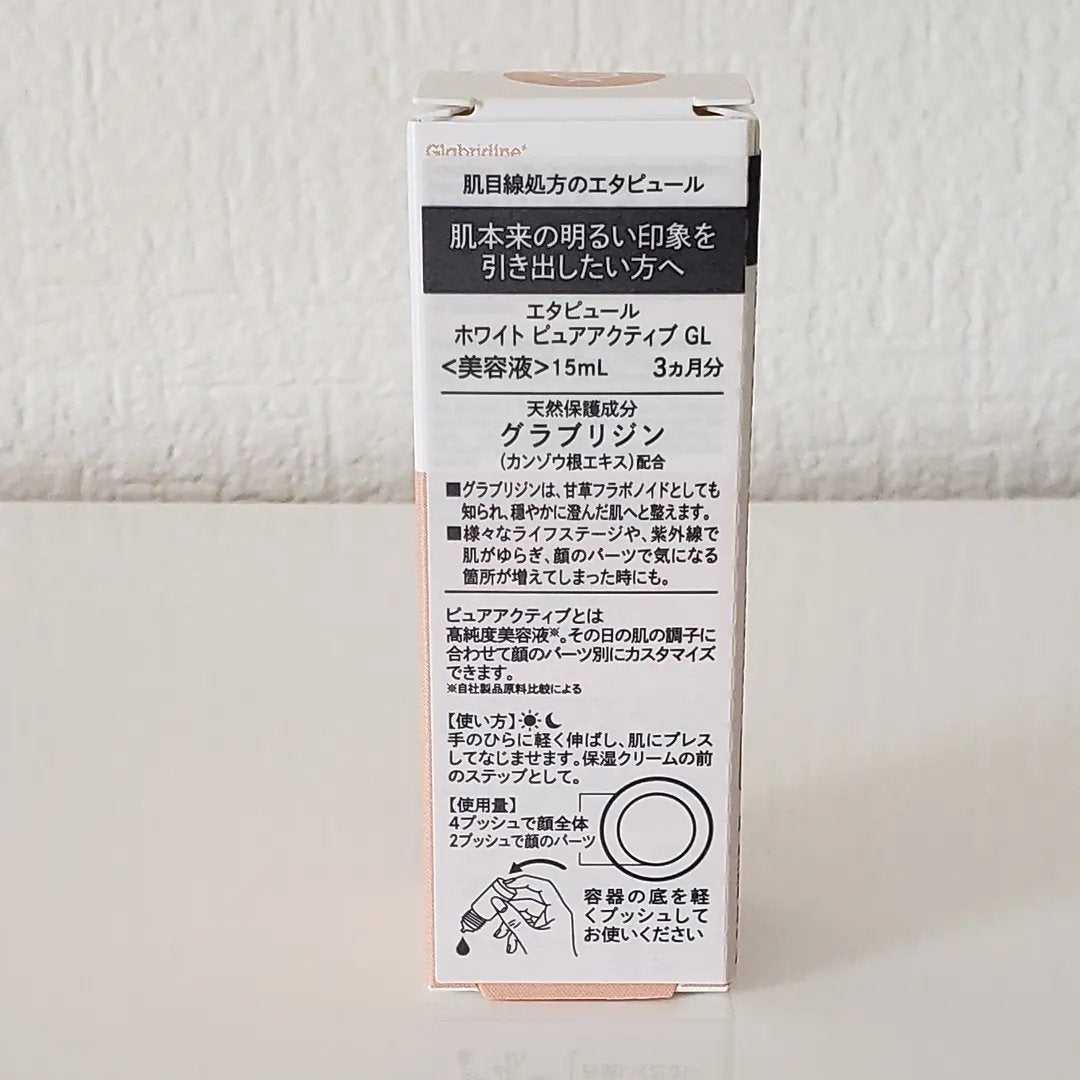 Glabridine*
肌目線処方のエタピュール
肌本来の明るい印象を
引き出したい方へ
エタピュール
ホワイト ピュアアクティブ GL
<美容液>15mL 3ヵ月分
天然保護成分
グラブリジン
(カンゾウ根エキス)配合
■グラブリジンは、甘草フラボノイドとしても
知られ、穏やかに澄んだ肌へと整えます。
■様々なライフステージや、紫外線で
肌がゆらぎ、顔のパーツで気になる
箇所が増えてしまった時にも。
ピュアアクティブとは
高純度美容液※。その日の肌の調子に
合わせて顔のパーツ別にカスタマイズ
できます。
※自社製品原料比較による
【使い方】
手のひらに軽く伸ばし、肌にプレス
してなじませます。保湿クリームの前
のステップとして。
【使用量】
4プッシュで顔全体
2プッシュで顔のパーツ
容器の底を軽
くプッシュして
お使いください